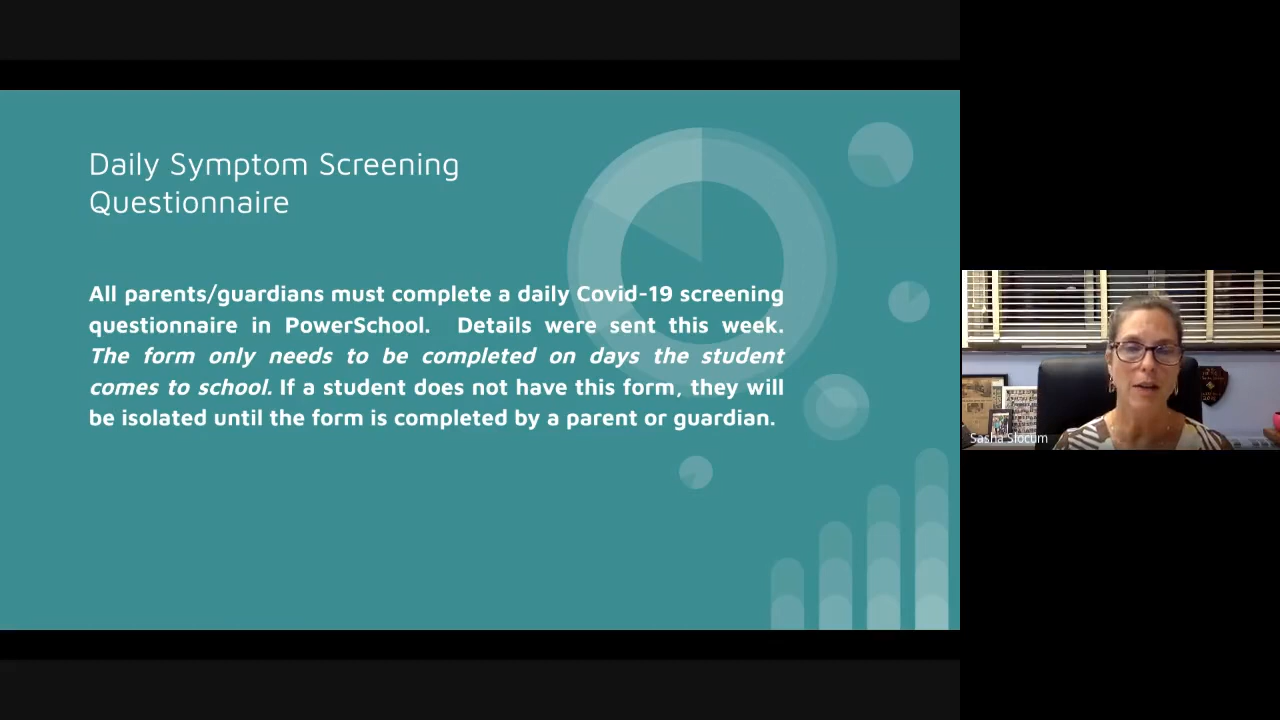 Daily Symptom Screening
Questionnaire
All parents/guardians must complete a daily Covid-19 screening
questionnaire in PowerSchool. Details were sent this week.
The form only needs to be completed on days the student
comes to school. If a student does not have this form, they will
be isolated until the form is completed by a parent or guardian.
Sasha Slocum